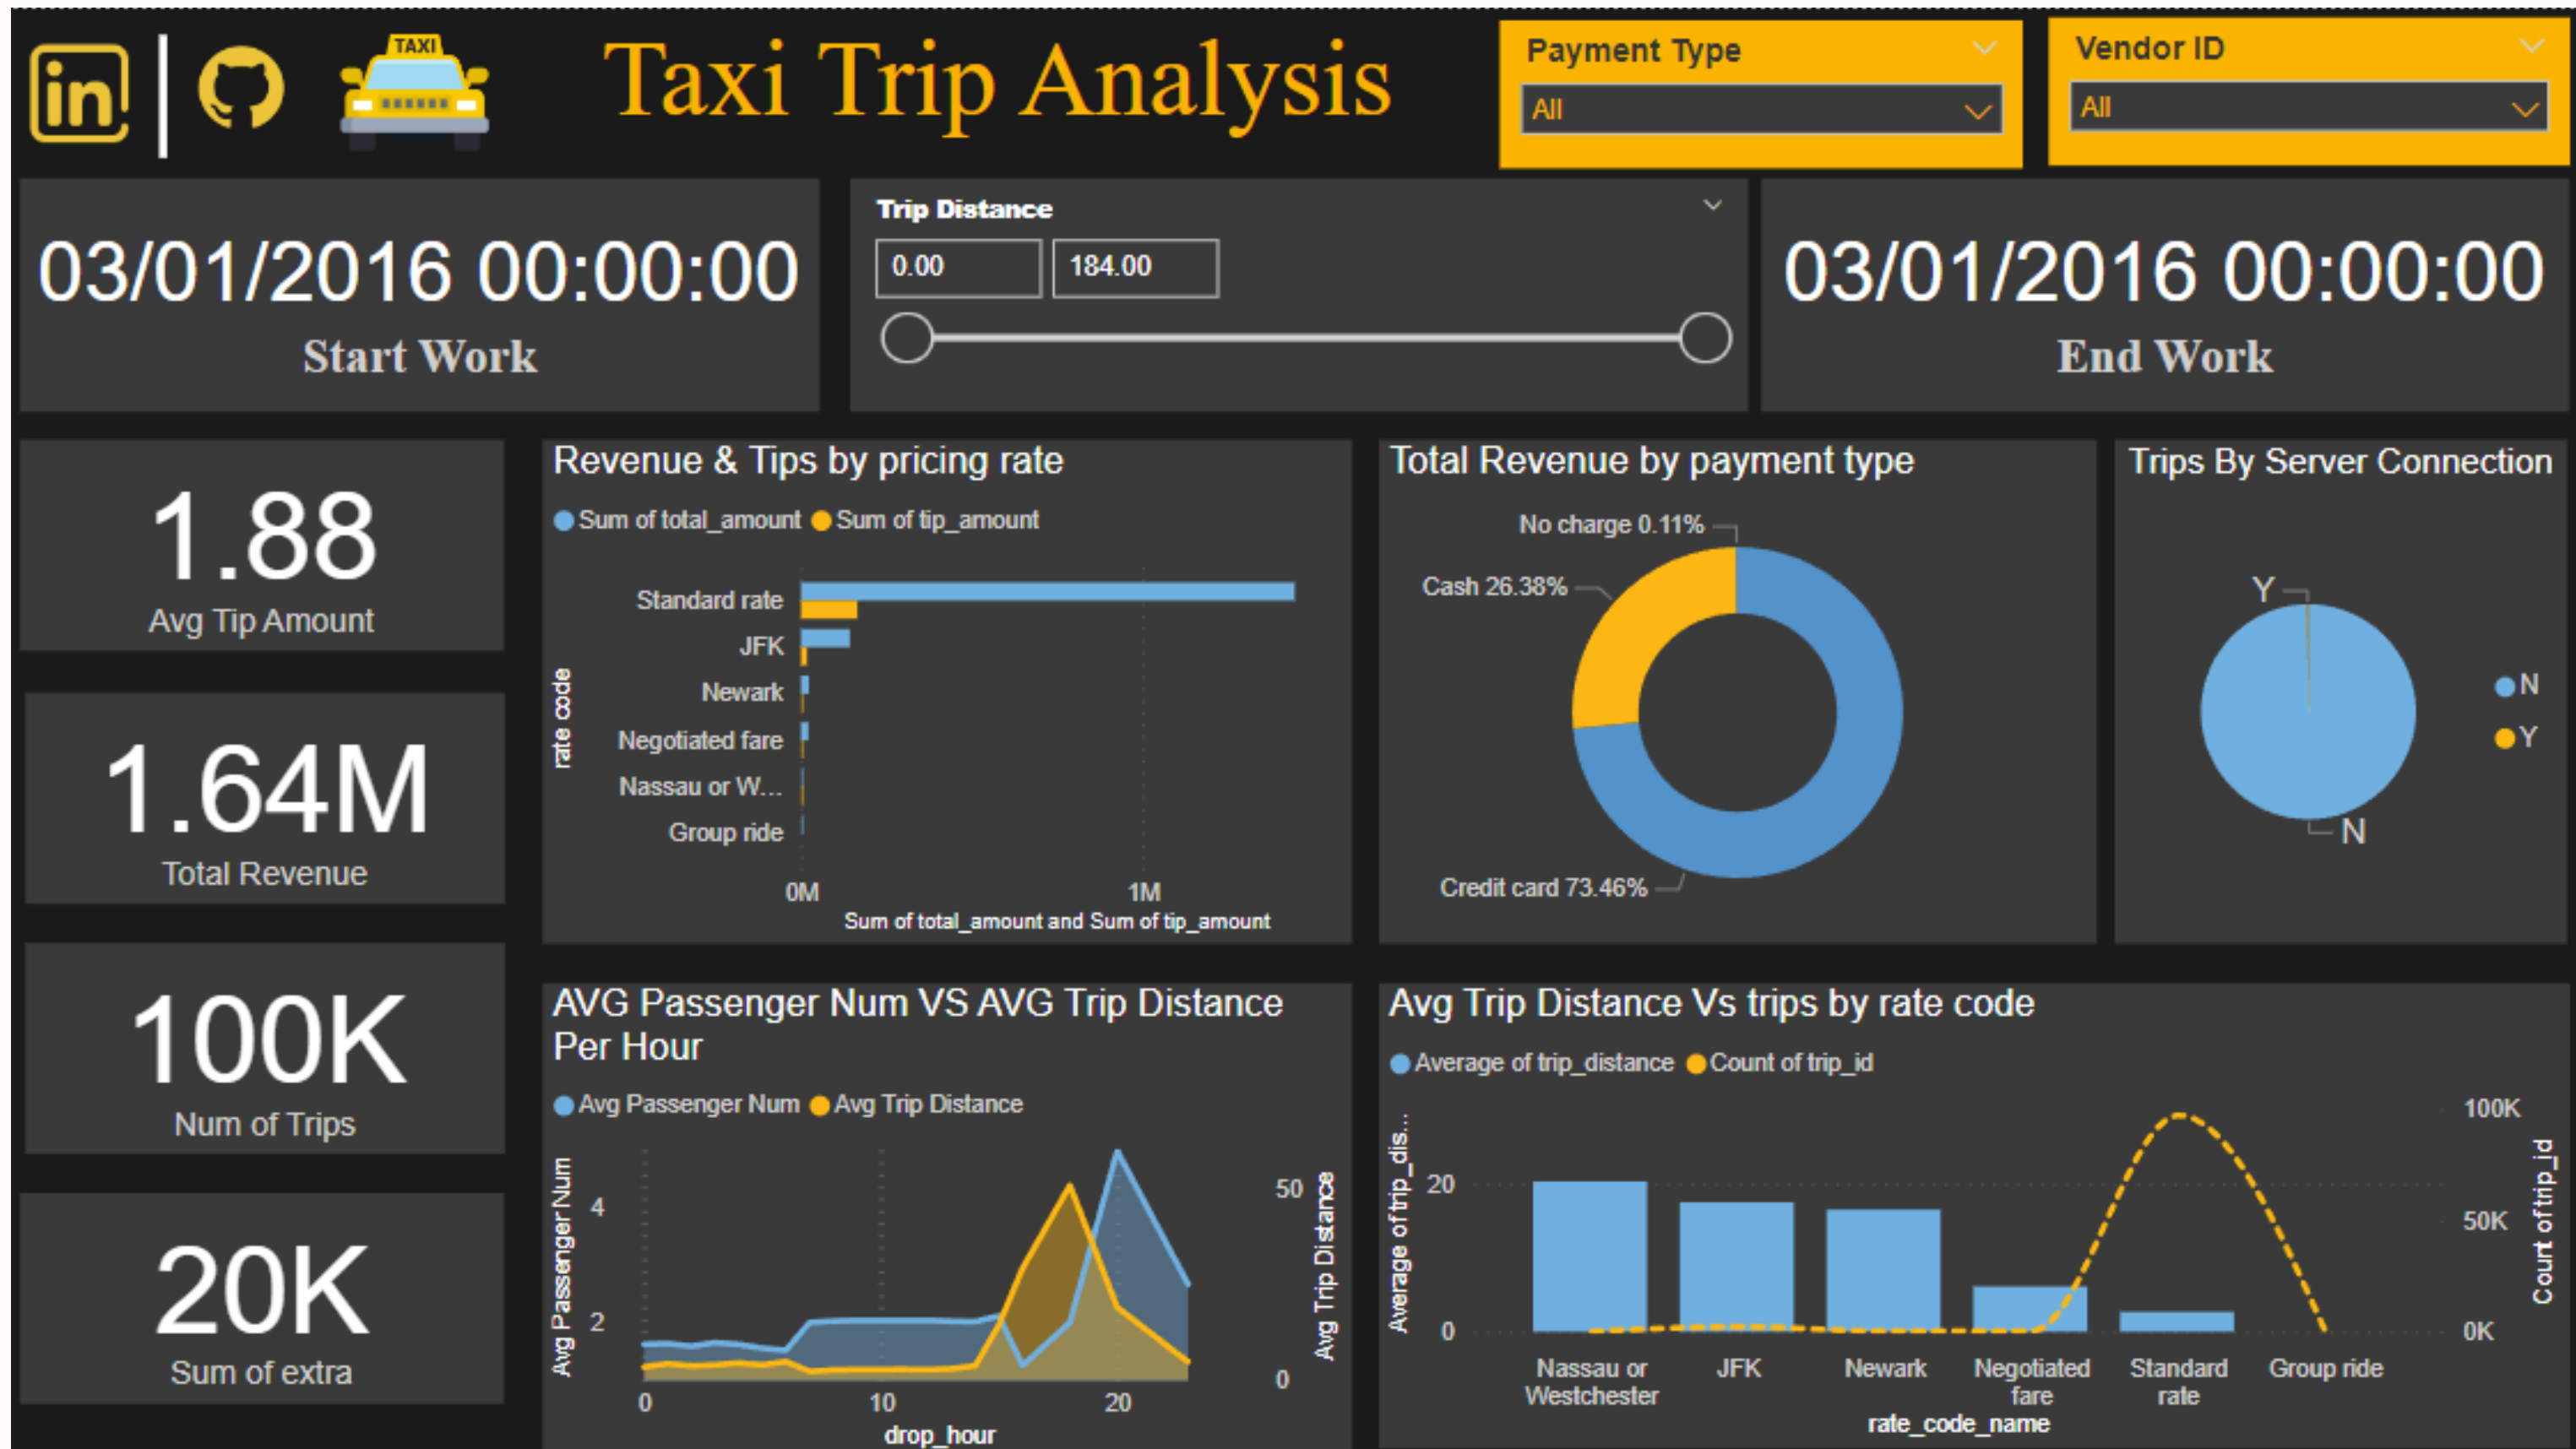 in
TAXI
Taxi Trip Analysis
Payment Type
All
Vendor ID
All
03/01/2016 00:00:00
Start Work
Trip Distance
0.00
184.00
03/01/2016 00:00:00
End Work
1.88
Avg Tip Amount
1.64M
Total Revenue
100K
Num of Trips
20K
Sum of extra
Revenue & Tips by pricing rate
Sum of total_amount
Sum of tip_amount
rate code
Standard rate
JFK
Newark
Negotiated fare
Nassau or W...
Group ride
0M
1M
Sum of total_amount and Sum of tip_amount
Total Revenue by payment type
No charge 0.11%
Cash 26.38%
Credit card 73.46%
Trips By Server Connection
Y
N
N
Y
AVG Passenger Num VS AVG Trip Distance
Per Hour
Avg Passenger Num
Avg Trip Distance
Avg Passenger Num
4
2
50
0
Avg Trip Distance
0
10
20
drop_hour
Avg Trip Distance Vs trips by rate code
Average of trip_distance
Count of trip_id
Average of trip_dis...
20
0
100K
50K
0K
Count of trip_id
Nassau or
Westchester
JFK
Newark
Negotiated
fare
Standard
rate
Group ride
rate_code_name